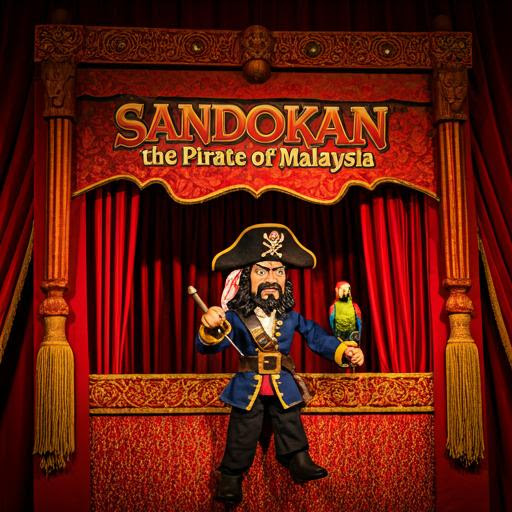 SANDOKAN
the Pirate of Malaysia